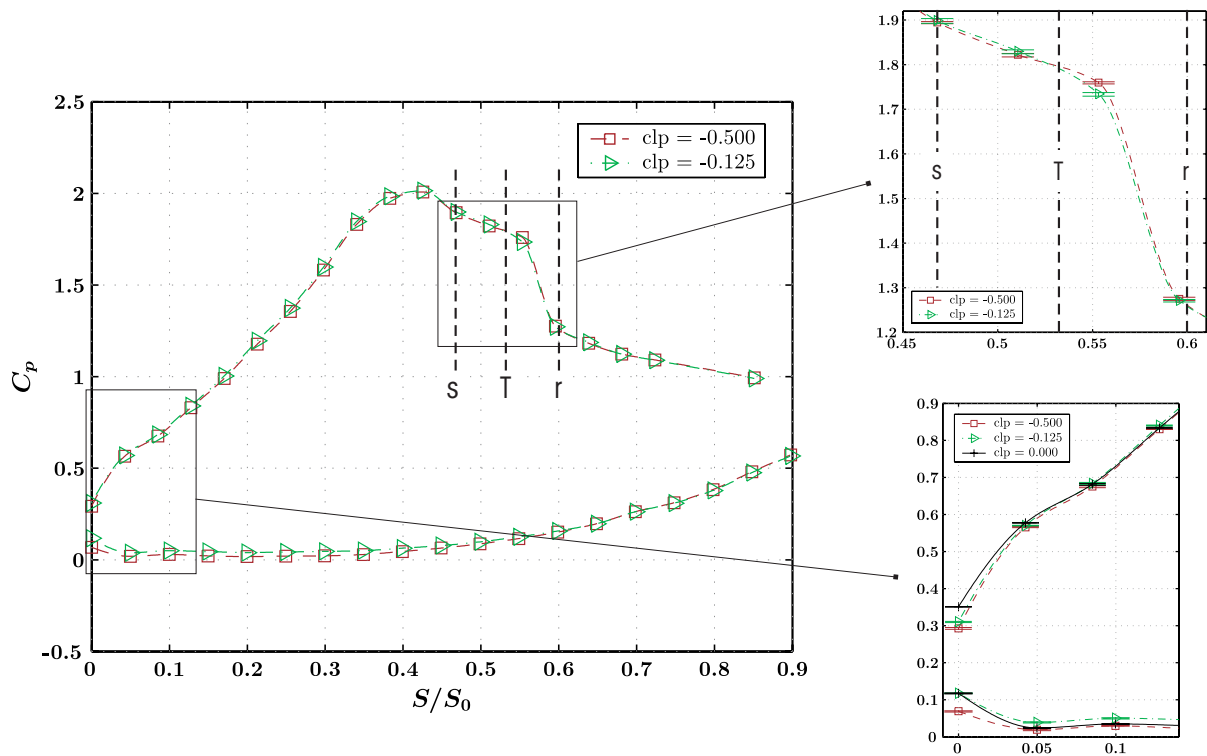 2.5
2
1.5
1
0.5
0
-0.5
C_p
0
0.1
0.2
0.3
0.4
0.5
0.6
0.7
0.8
0.9
S/S_0
clp = -0.500
clp = -0.125
s
T
r
1.9
1.8
1.7
1.6
1.5
1.4
1.3
1.2
0.45
0.5
0.55
0.6
s
T
r
clp = -0.500
clp = -0.125
0.9
0.8
0.7
0.6
0.5
0.4
0.3
0.2
0.1
0
0
0.05
0.1
clp = -0.500
clp = -0.125
clp = 0.000